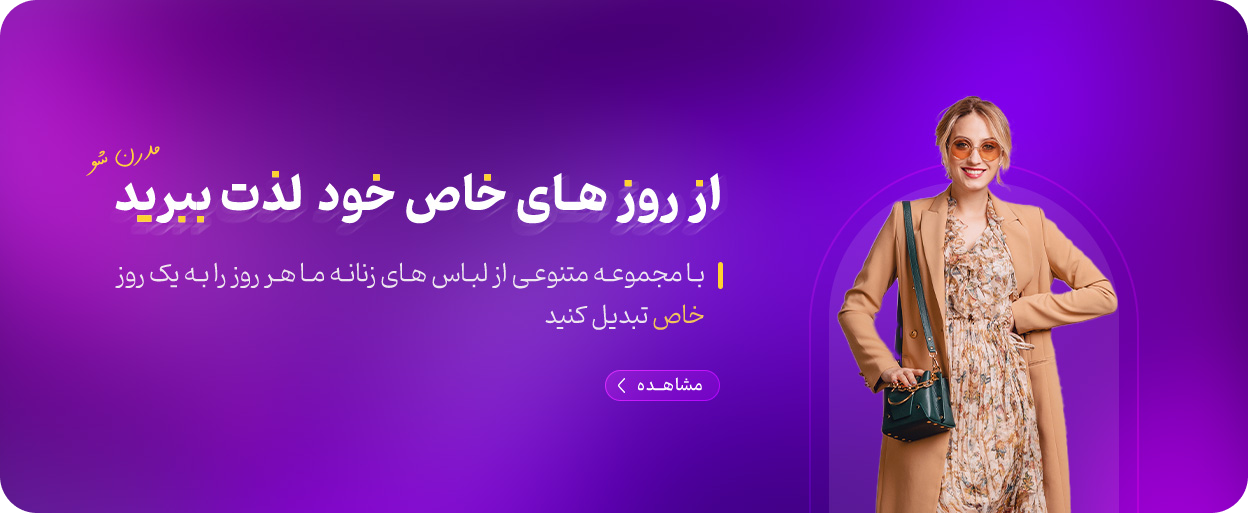 مدرن شو
از روز های خاص خود لذت ببرید
با مجموعه متنوعی از لباس های زنانه ما هر روز را به یک روز
خاص تبدیل کنید
مشاهده